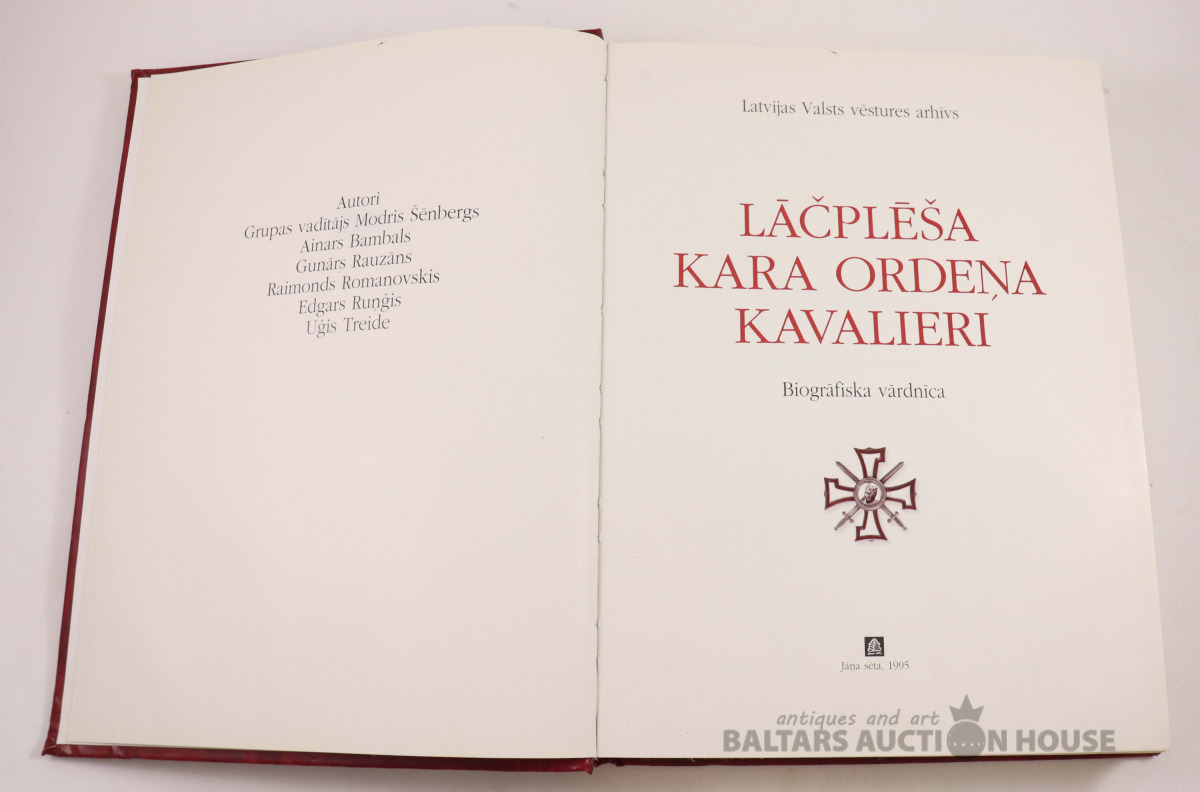 Autori
Grupas vadītājs Modris Šēnbergs
Ainars Bambals
Gunārs Rauzāns
Raimonds Romanovskis
Edgars Ruņģis
Uģis Treide
Latvijas Valsts vēstures arhīvs
LĀČPLĒŠA
KARA ORDEŅA
KAVALIERI
Biogrāfiska vārdnīca
Jāņa sēta, 1995
antiques and art
BALTARS AUCTION HOUSE